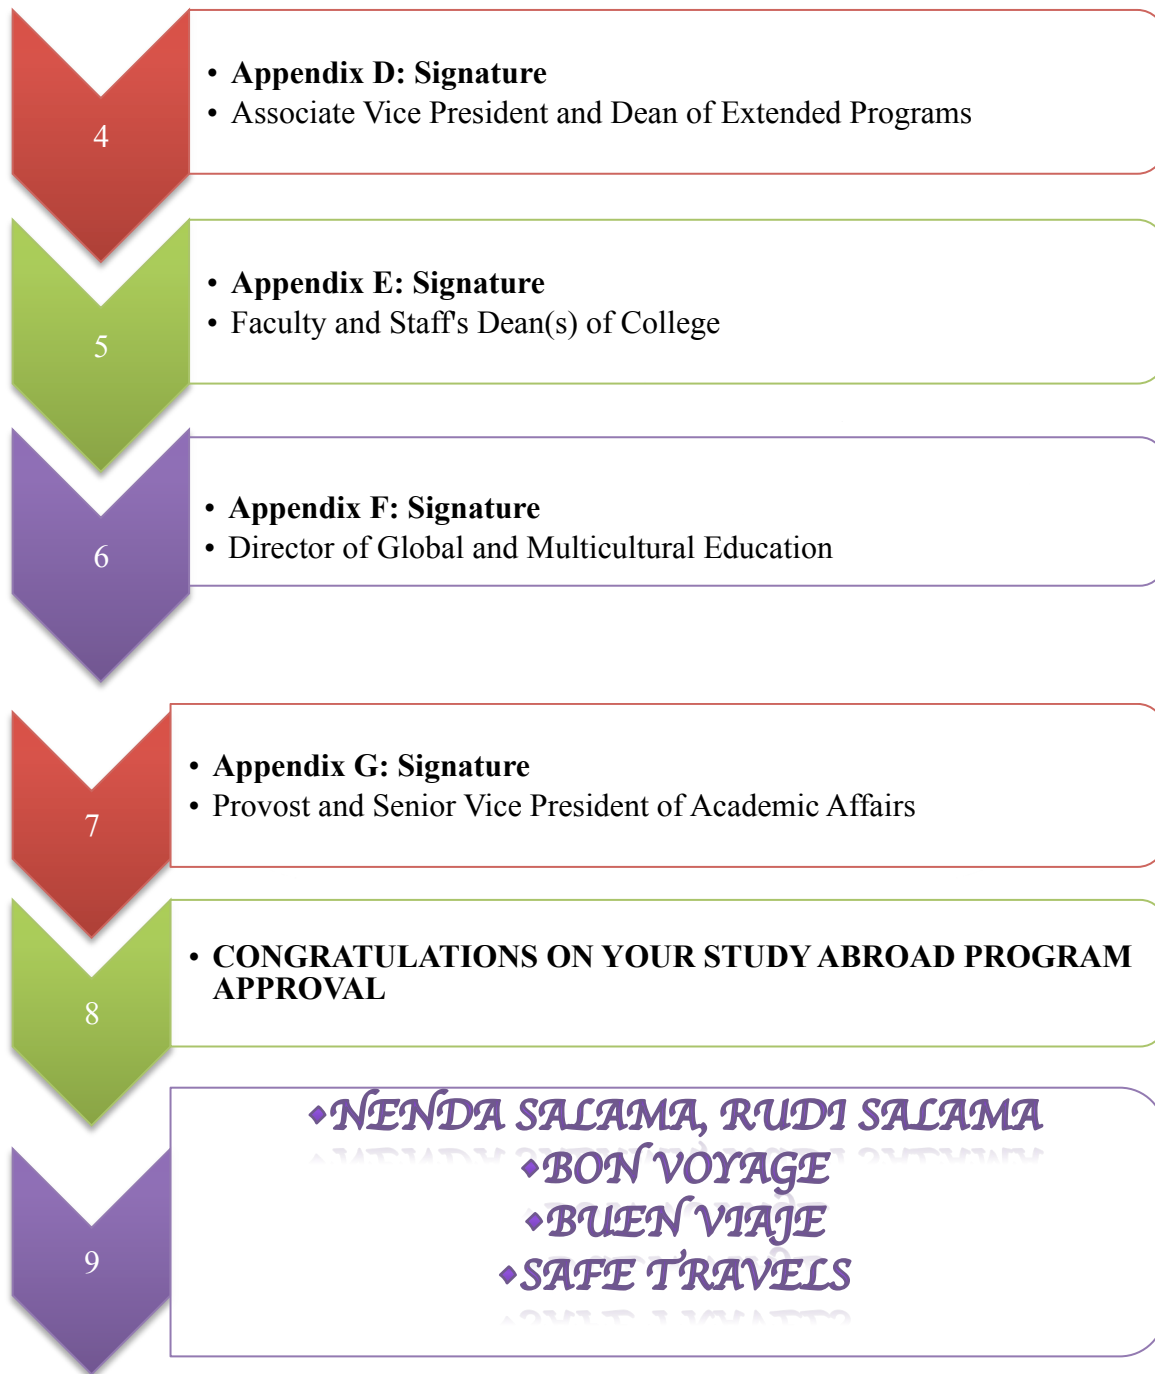 4
• Appendix D: Signature
• Associate Vice President and Dean of Extended Programs
5
• Appendix E: Signature
• Faculty and Staff's Dean(s) of College
6
• Appendix F: Signature
• Director of Global and Multicultural Education
7
• Appendix G: Signature
• Provost and Senior Vice President of Academic Affairs
8
• CONGRATULATIONS ON YOUR STUDY ABROAD PROGRAM
APPROVAL
9
◆NENDA SALAMA, RUDI SALAMA
◆BON VOYAGE
◆BUEN VIAJE
◆SAFE TRAVELS